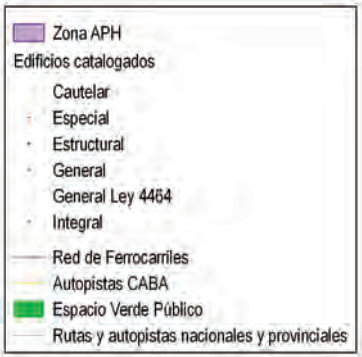 Zona APH
Edificios catalogados
Cautelar
Especial
Estructural
General
General Ley 4464
Integral
Red de Ferrocarriles
Autopistas CABA
Espacio Verde Público
Rutas y autopistas nacionales y provinciales